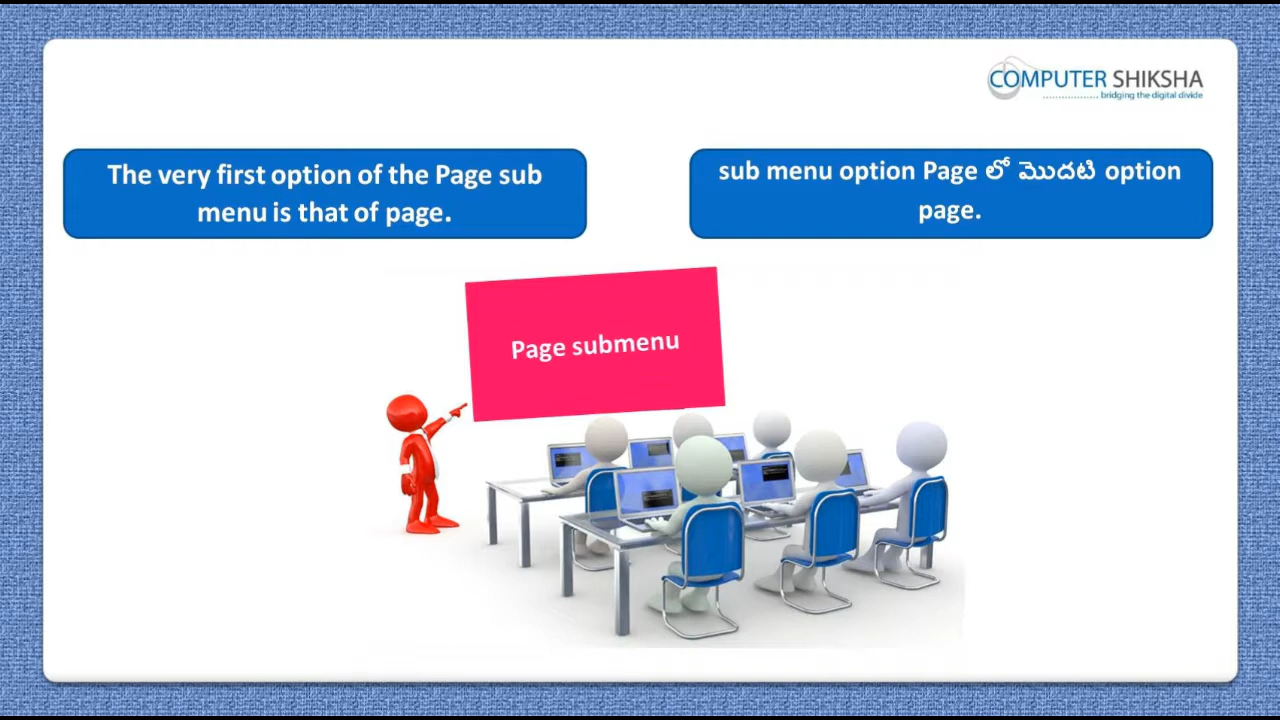 COMPUTER SHIKSHA
bridging the digital divide
The very first option of the Page sub
menu is that of page.
sub menu option Page లో మొదటి option
page.
Page submenu